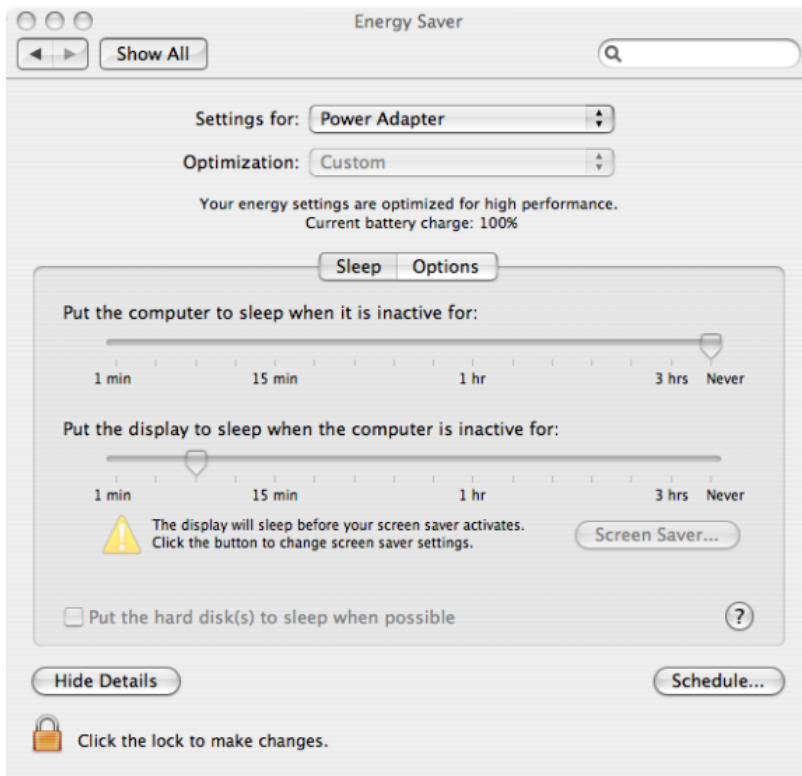 Energy Saver
Show All
Settings for: Power Adapter
Optimization: Custom
Your energy settings are optimized for high performance.
Current battery charge: 100%
Sleep Options
Put the computer to sleep when it is inactive for:
1 min 15 min 1 hr 3 hrs Never
Put the display to sleep when the computer is inactive for:
1 min 15 min 1 hr 3 hrs Never
The display will sleep before your screen saver activates.
Click the button to change screen saver settings.
Screen Saver...
Put the hard disk(s) to sleep when possible ?
Hide Details Schedule...
Click the lock to make changes.